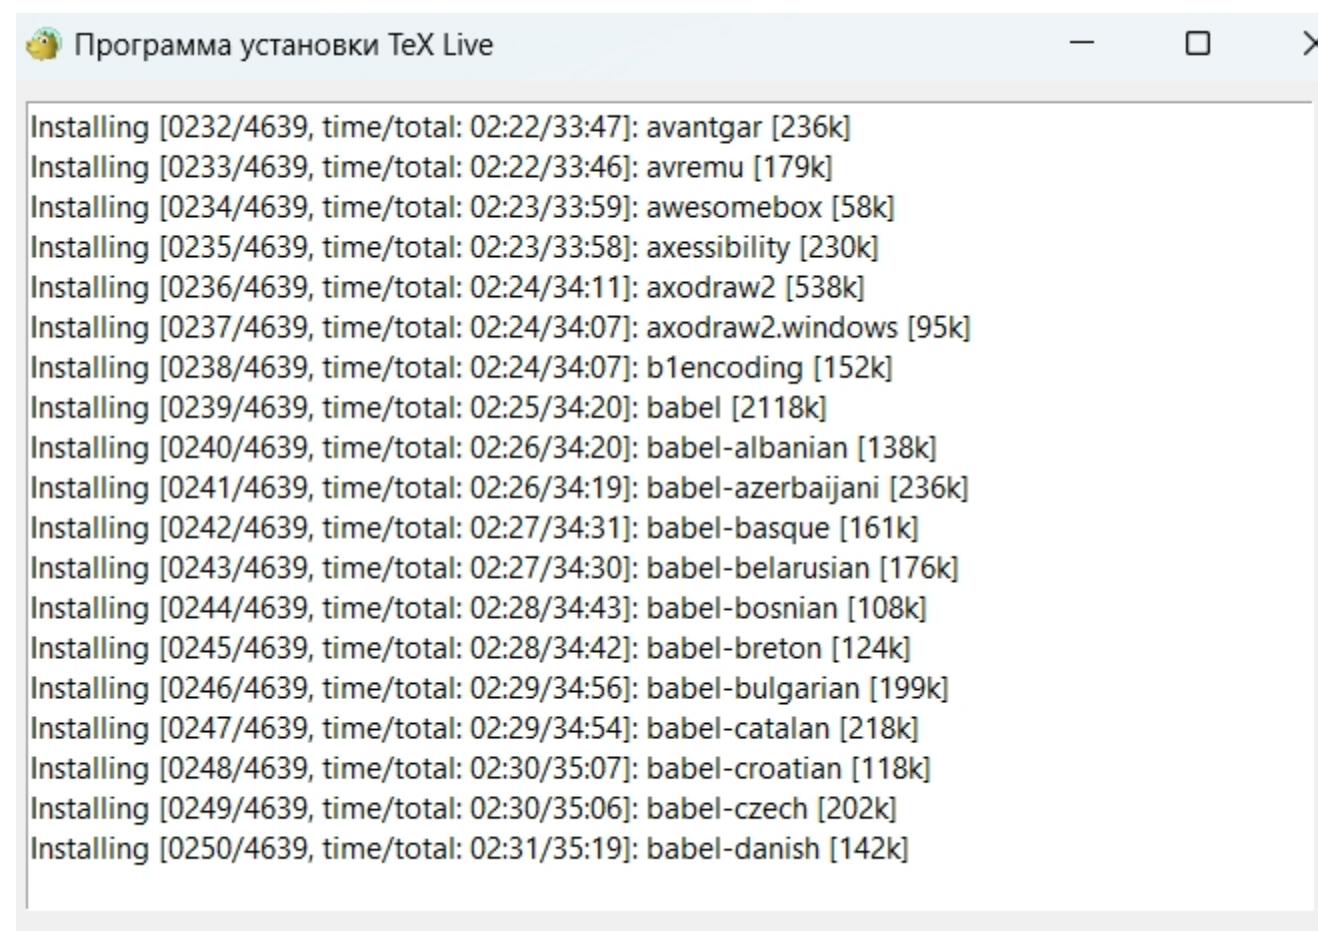 Программа установки TeX Live
Installing [0232/4639, time/total: 02:22/33:47]: avantgar [236k]
Installing [0233/4639, time/total: 02:22/33:46]: avremu [179k]
Installing [0234/4639, time/total: 02:23/33:59]: awesomebox [58k]
Installing [0235/4639, time/total: 02:23/33:58]: axessibility [230k]
Installing [0236/4639, time/total: 02:24/34:11]: axodraw2 [538k]
Installing [0237/4639, time/total: 02:24/34:07]: axodraw2.windows [95k]
Installing [0238/4639, time/total: 02:24/34:07]: b1encoding [152k]
Installing [0239/4639, time/total: 02:25/34:20]: babel [2118k]
Installing [0240/4639, time/total: 02:26/34:20]: babel-albanian [138k]
Installing [0241/4639, time/total: 02:26/34:19]: babel-azerbaijani [236k]
Installing [0242/4639, time/total: 02:27/34:31]: babel-basque [161k]
Installing [0243/4639, time/total: 02:27/34:30]: babel-belarusian [176k]
Installing [0244/4639, time/total: 02:28/34:43]: babel-bosnian [108k]
Installing [0245/4639, time/total: 02:28/34:42]: babel-breton [124k]
Installing [0246/4639, time/total: 02:29/34:56]: babel-bulgarian [199k]
Installing [0247/4639, time/total: 02:29/34:54]: babel-catalan [218k]
Installing [0248/4639, time/total: 02:30/35:07]: babel-croatian [118k]
Installing [0249/4639, time/total: 02:30/35:06]: babel-czech [202k]
Installing [0250/4639, time/total: 02:31/35:19]: babel-danish [142k]